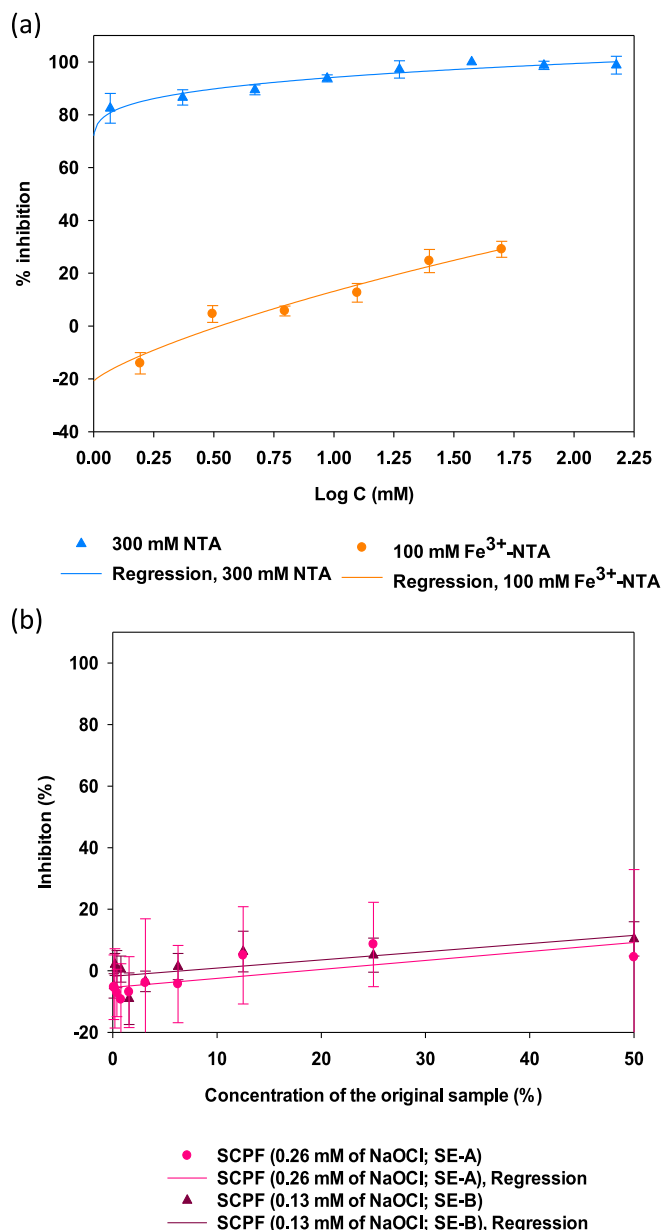 (a)
100
80
60
40
20
0
-20
-40
% inhibition
0.00 0.25 0.50 0.75 1.00 1.25 1.50 1.75 2.00 2.25
Log C (mM)
300 mM NTA
100 mM Fe³⁺-NTA
Regression, 300 mM NTA
Regression, 100 mM Fe³⁺-NTA
(b)
100
80
60
40
20
0
-20
Inhibiton (%)
0 10 20 30 40 50
Concentration of the original sample (%)
SCPF (0.26 mM of NaOCl; SE-A)
SCPF (0.26 mM of NaOCl; SE-A), Regression
SCPF (0.13 mM of NaOCl; SE-B)
SCPF (0.13 mM of NaOCl; SE-B), Regression